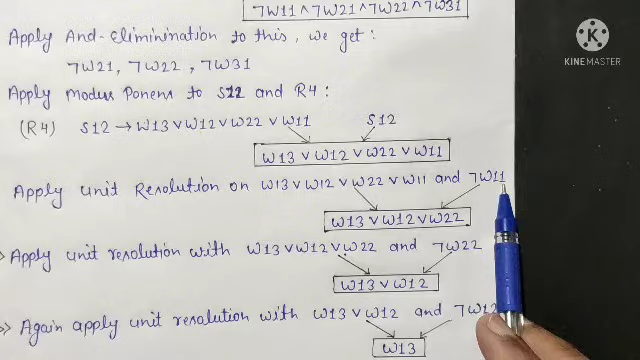 ¬W11 ∧ ¬W21 ∧ ¬W22 ∧ ¬W31
Apply And-Eliminination to this, we get:
¬W21, ¬W22, ¬W31
Apply Modus Ponens to S12 and R4:
(R4) S12 → W13 ∨ W12 ∨ W22 ∨ W11 S12
W13 ∨ W12 ∨ W22 ∨ W11
Apply unit Resolution on W13 ∨ W12 ∨ W22 ∨ W11 and ¬W11
W13 ∨ W12 ∨ W22
Apply unit resolution with W13 ∨ W12 ∨ W22 and ¬W22
W13 ∨ W12
>> Again apply unit resolution with W13 ∨ W12 and ¬W12
W13
KINEMASTER